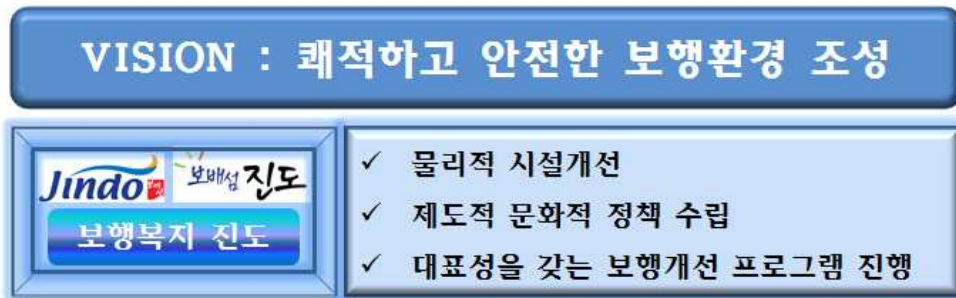 VISION : 쾌적하고 안전한 보행환경 조성
Jindo
보배섬 진도
보행복지 진도
✓ 물리적 시설개선
✓ 제도적 문화적 정책 수립
✓ 대표성을 갖는 보행개선 프로그램 진행